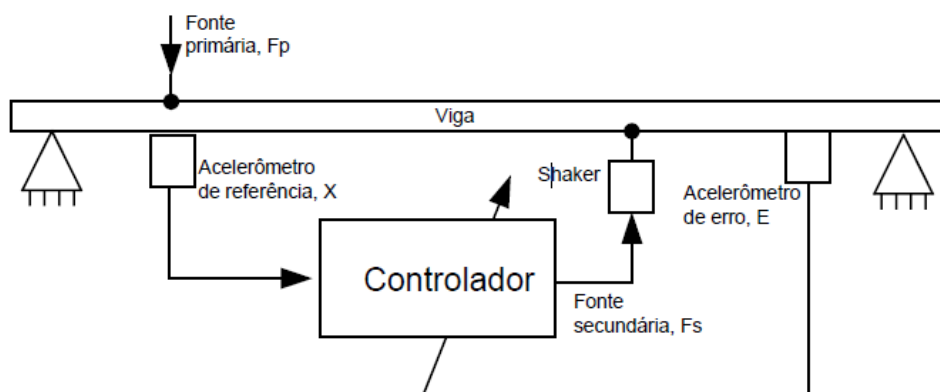 Fonte
primária, Fp
Viga
Acelerômetro
de referência, X
Shaker
Acelerômetro
de erro, E
Controlador
Fonte
secundária, Fs